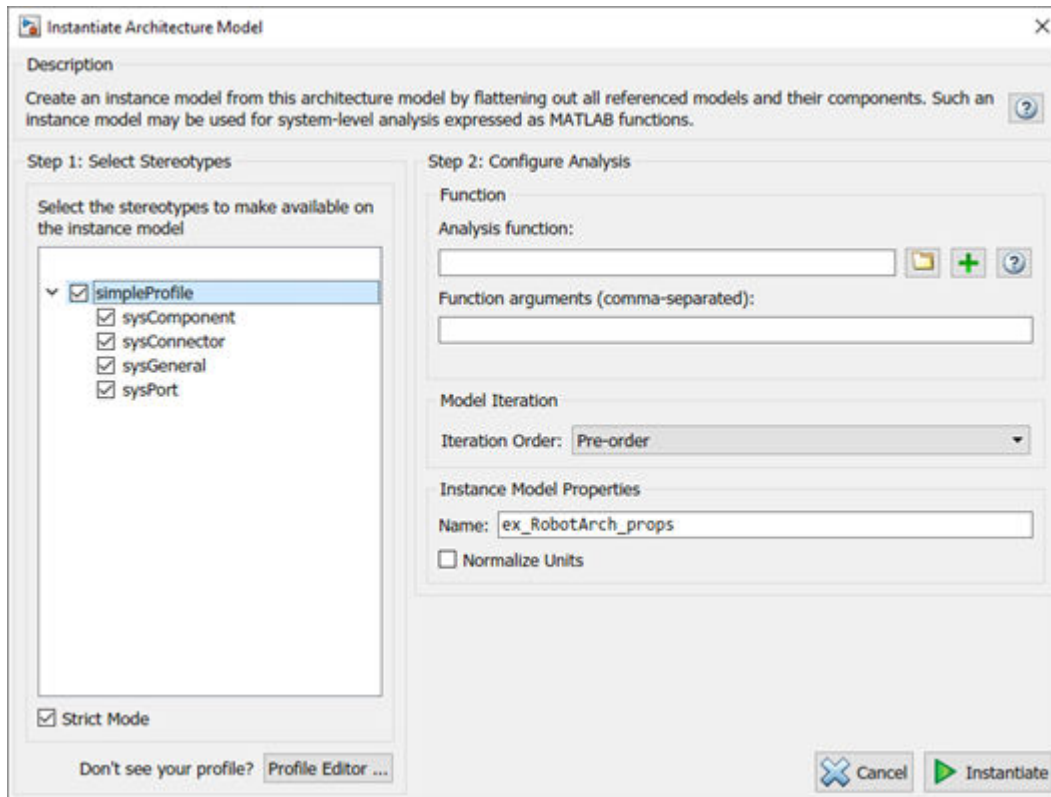 Instantiate Architecture Model
Description
Create an instance model from this architecture model by flattening out all referenced models and their components. Such an
instance model may be used for system-level analysis expressed as MATLAB functions.
Step 1: Select Stereotypes
Select the stereotypes to make available on
the instance model
simpleProfile
sysComponent
sysConnector
sysGeneral
sysPort
Strict Mode
Don't see your profile? Profile Editor ...
Step 2: Configure Analysis
Function
Analysis function:
Function arguments (comma-separated):
Model Iteration
Iteration Order: Pre-order
Instance Model Properties
Name: ex_RobotArch_props
Normalize Units
Cancel Instantiate